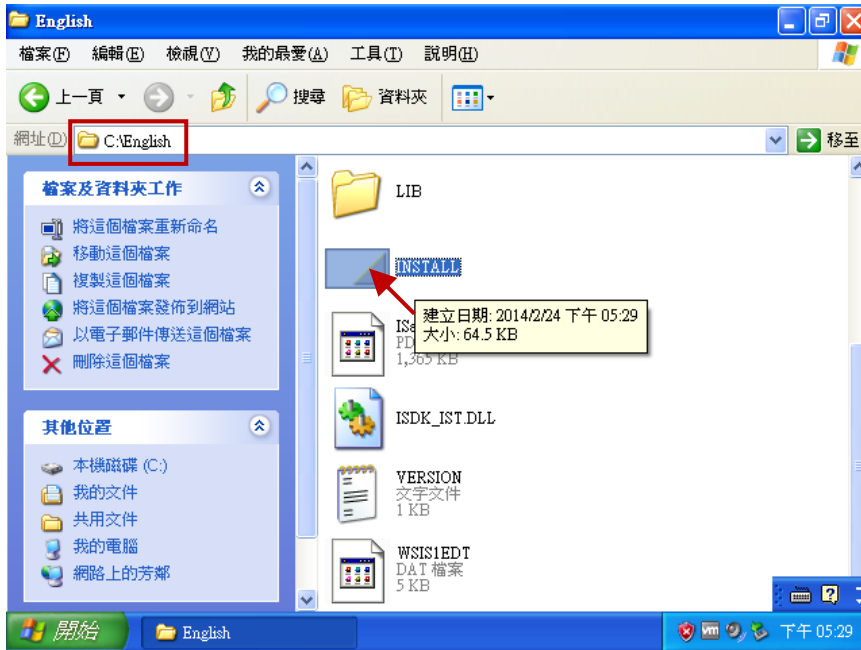 English
檔案(F) 編輯(E) 檢視(V) 我的最愛(A) 工具(T) 說明(H)
上一頁 搜尋 資料夾
網址(D) C:\English 移至
檔案及資料夾工作
將這個檔案重新命名
移動這個檔案
複製這個檔案
將這個檔案發佈到網站
以電子郵件傳送這個檔案
刪除這個檔案
其他位置
本機磁碟 (C:)
我的文件
共用文件
我的電腦
網路上的芳鄰
LIB
INSTALL
建立日期: 2014/2/24 下午 05:29
大小: 64.5 KB
1,365 KB
ISDK_IST.DLL
VERSION
文字文件
1 KB
WSIS1EDT
DAT 檔案
5 KB
開始 English vm 下午 05:29